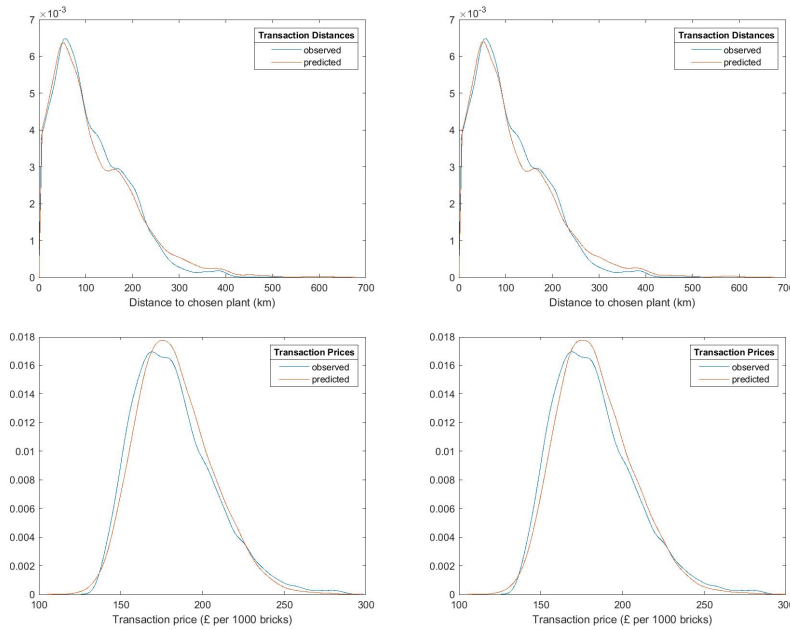 ×10⁻³
7
6
5
4
3
2
1
0
Transaction Distances
observed
predicted
0 100 200 300 400 500 600 700
Distance to chosen plant (km)
×10⁻³
7
6
5
4
3
2
1
0
Transaction Distances
observed
predicted
0 100 200 300 400 500 600 700
Distance to chosen plant (km)
0.018
0.016
0.014
0.012
0.01
0.008
0.006
0.004
0.002
0
Transaction Prices
observed
predicted
100 150 200 250 300
Transaction price (£ per 1000 bricks)
0.018
0.016
0.014
0.012
0.01
0.008
0.006
0.004
0.002
0
Transaction Prices
observed
predicted
100 150 200 250 300
Transaction price (£ per 1000 bricks)